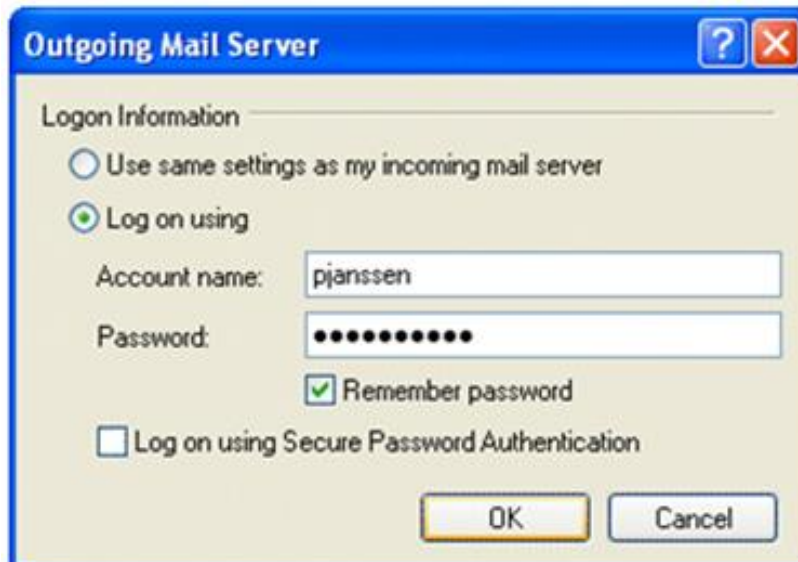 Outgoing Mail Server
Logon Information
Use same settings as my incoming mail server
Log on using
Account name: pjanssen
Password: ●●●●●●●●●●
Remember password
Log on using Secure Password Authentication
OK Cancel